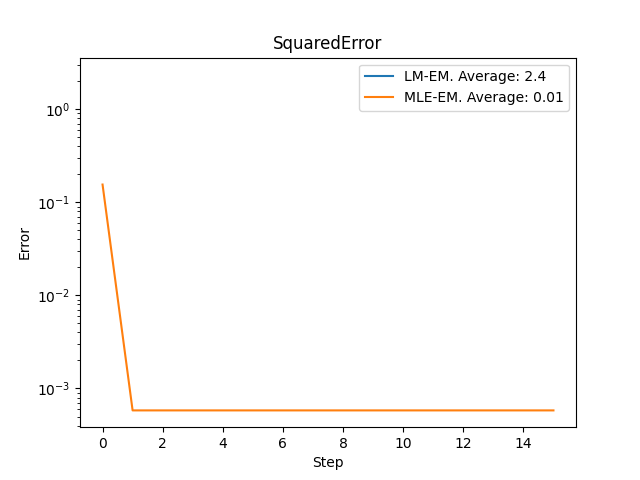 SquaredError
LM-EM. Average: 2.4
MLE-EM. Average: 0.01
10⁰
10⁻¹
10⁻²
10⁻³
Error
0 2 4 6 8 10 12 14
Step